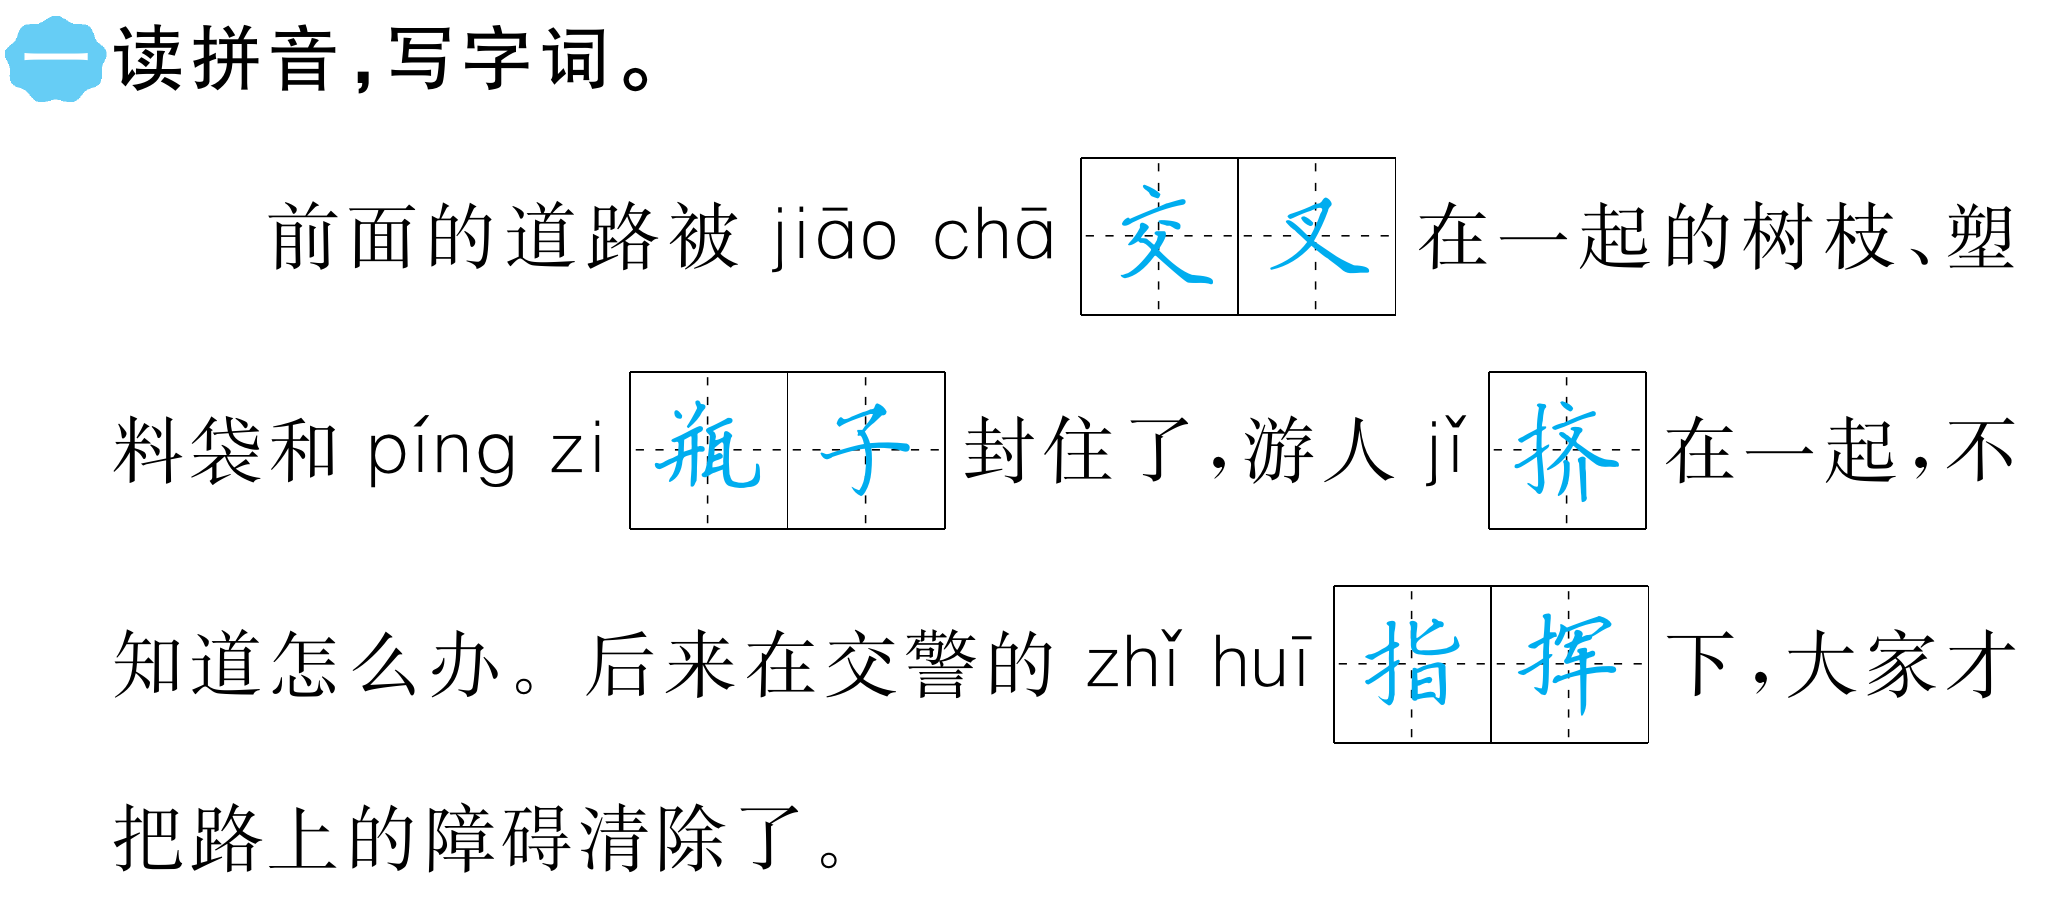 一 读拼音,写字词。
前面的道路被 jiāo chā 交叉 在一起的树枝、塑
料袋和 píng zi 瓶子 封住了,游人 jǐ 挤 在一起,不
知道怎么办。后来在交警的 zhǐ huī 指挥 下,大家才
把路上的障碍清除了。